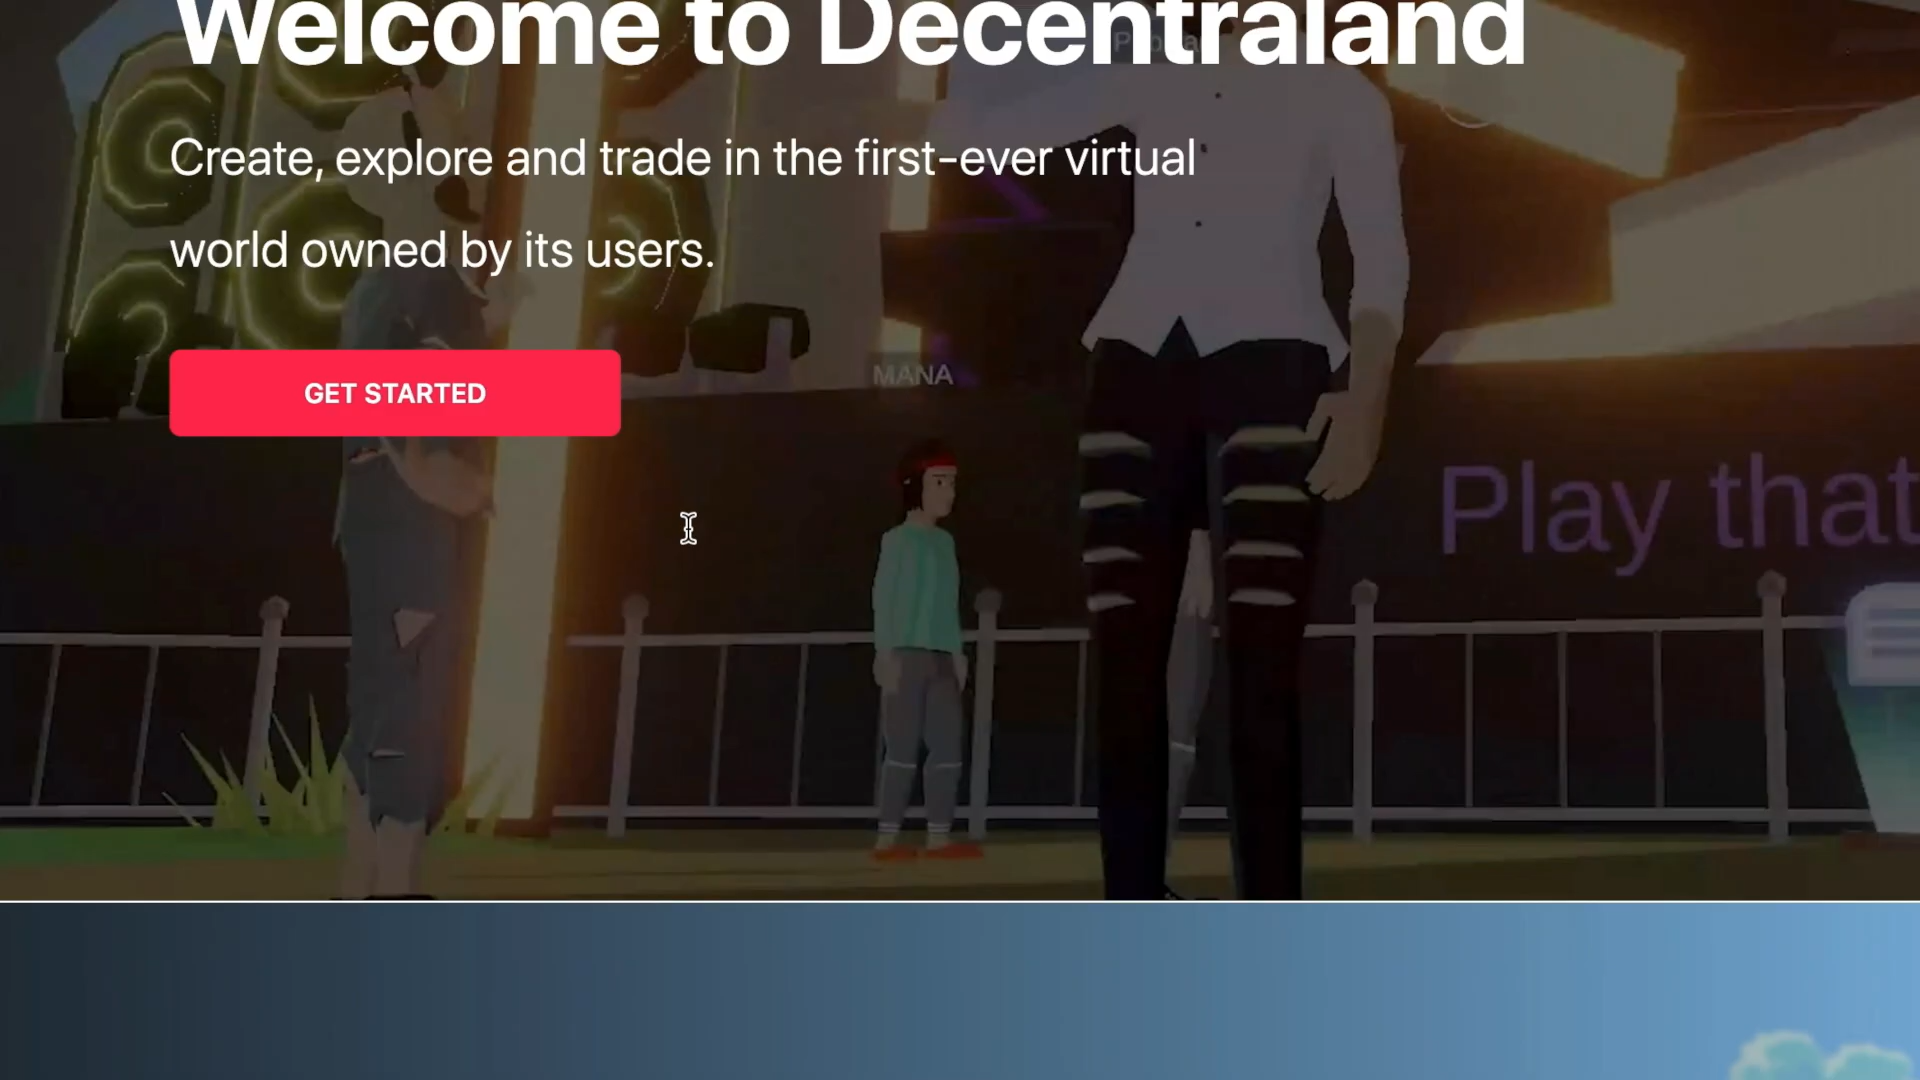 Welcome to Decentraland
Create, explore and trade in the first-ever virtual
world owned by its users.
MANA
GET STARTED
Play that